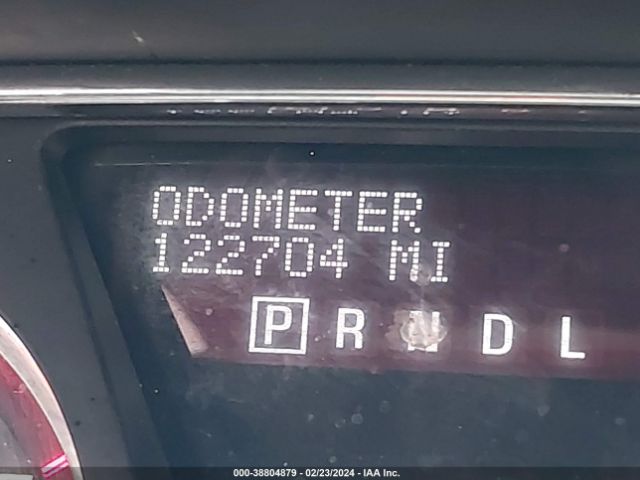 ODOMETER
122704 MI
P R N D L
000-38804879 - 02/23/2024 - IAA Inc.